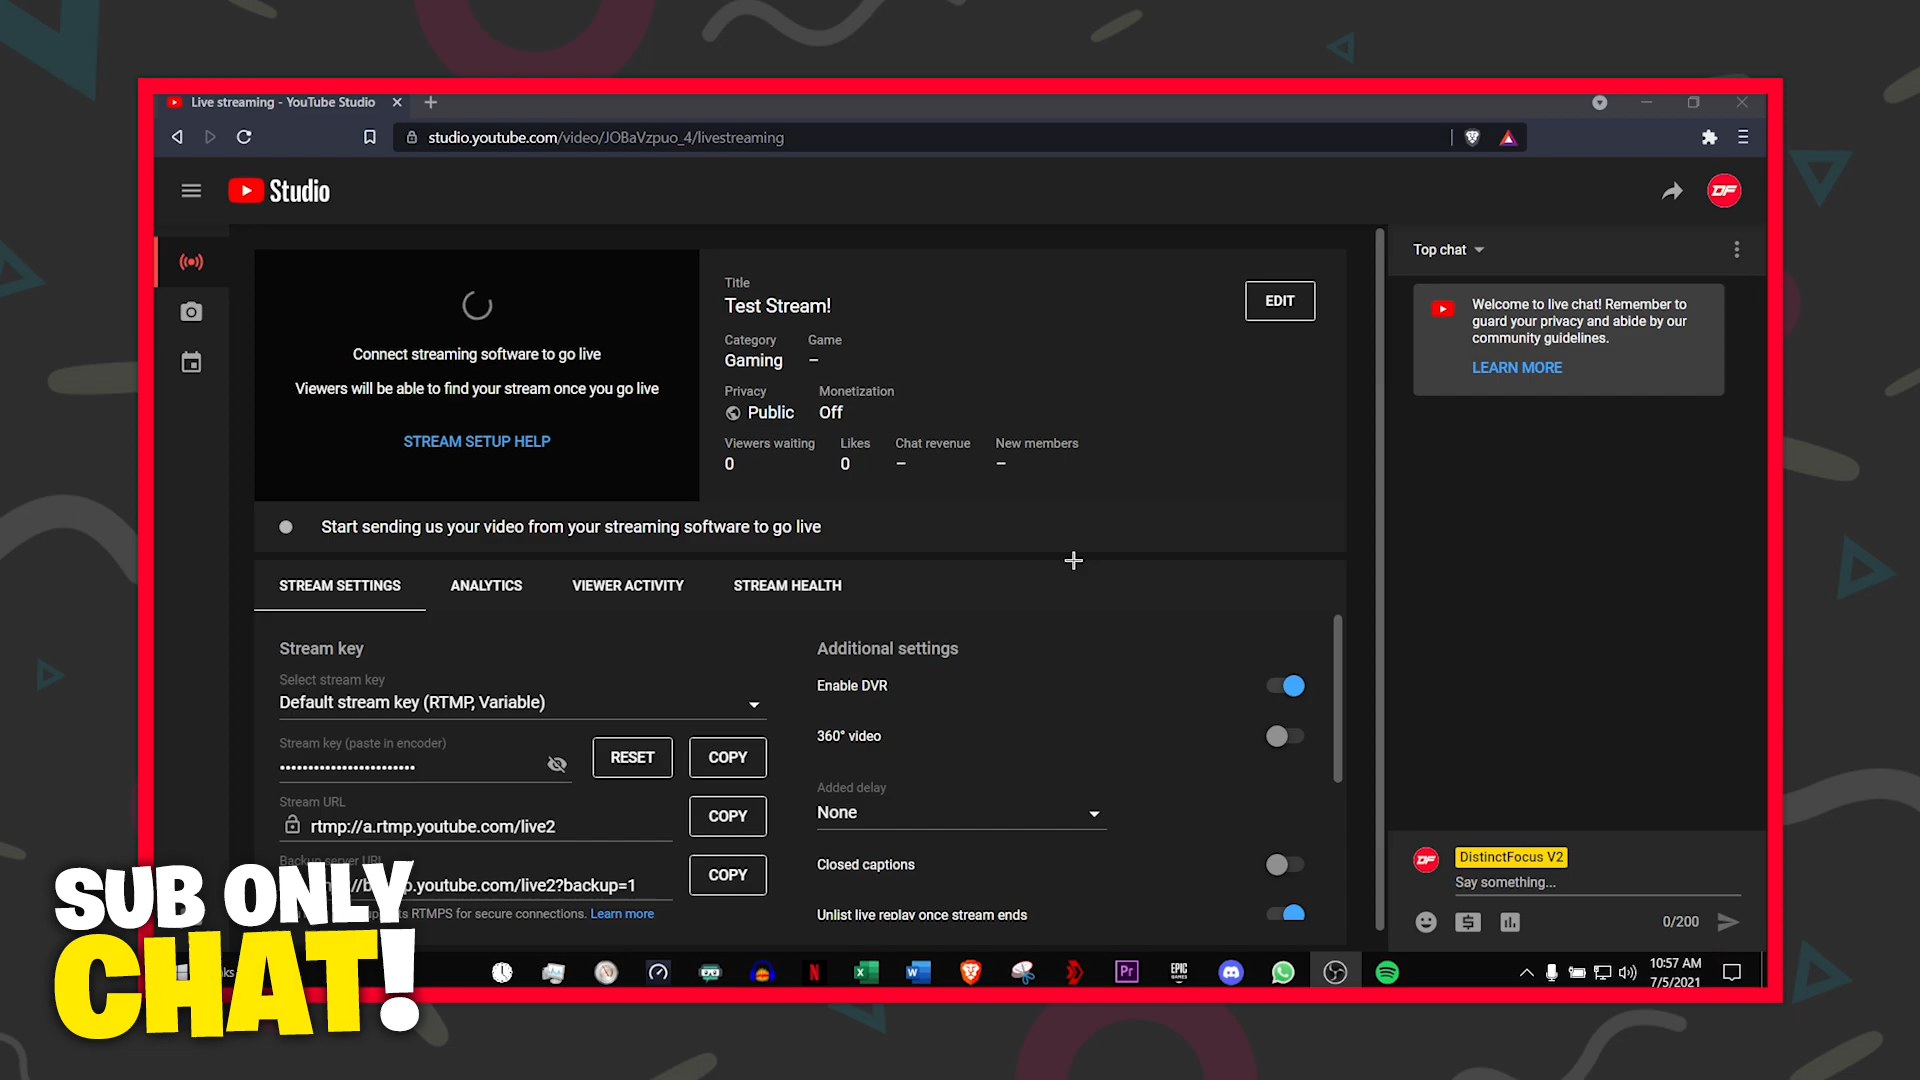 Live streaming - YouTube Studio
studio.youtube.com/video/JOBaVzpuo_4/livestreaming
Studio
DF
Connect streaming software to go live
Viewers will be able to find your stream once you go live
STREAM SETUP HELP
Title
Test Stream!
EDIT
Category Game
Gaming –
Privacy Monetization
Public Off
Viewers waiting Likes Chat revenue New members
0 0 – –
Start sending us your video from your streaming software to go live
STREAM SETTINGS ANALYTICS VIEWER ACTIVITY STREAM HEALTH
Stream key
Select stream key
Default stream key (RTMP, Variable)
Stream key (paste in encoder)
••••••••••••••••••••••••
RESET COPY
Stream URL
rtmp://a.rtmp.youtube.com/live2
COPY
Backup server URL
.youtube.com/live2?backup=1
COPY
RTMPS for secure connections. Learn more
Additional settings
Enable DVR
360° video
Added delay
None
Closed captions
Unlist live replay once stream ends
Top chat
Welcome to live chat! Remember to
guard your privacy and abide by our
community guidelines.
LEARN MORE
DF
DistinctFocus V2
Say something...
0/200
Pr
EPIC
GAMES
10:57 AM
7/5/2021
SUB ONLY
CHAT!